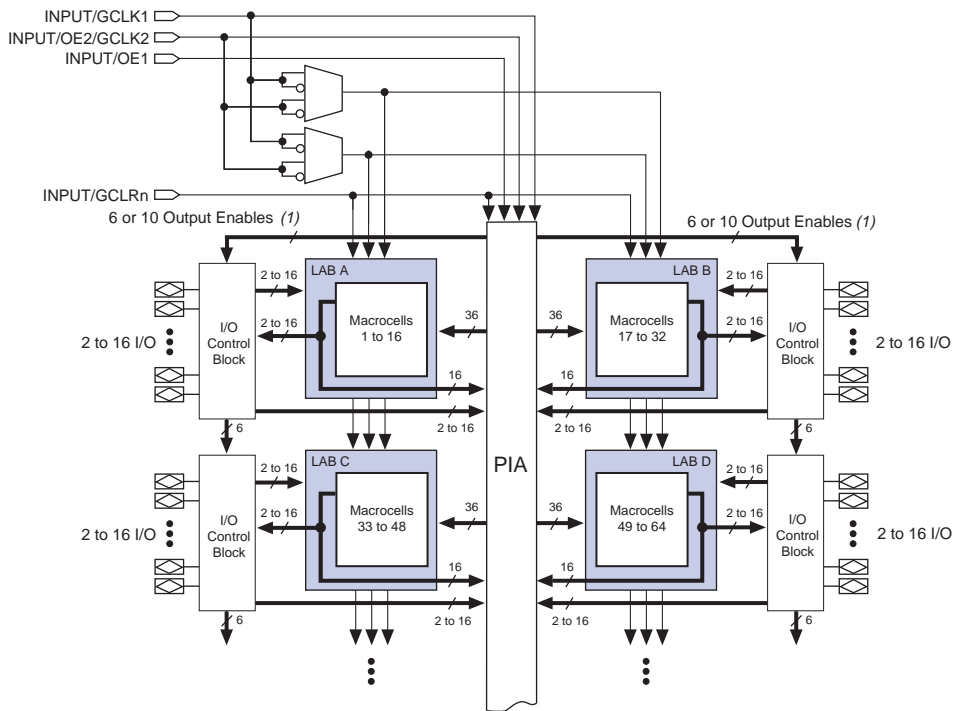 INPUT/GCLK1
INPUT/OE2/GCLK2
INPUT/OE1
INPUT/GCLRn
6 or 10 Output Enables (1)
6 or 10 Output Enables (1)
LAB A
LAB B
2 to 16
2 to 16
I/O
Control
Block
2 to 16
Macrocells
1 to 16
36
36
Macrocells
17 to 32
2 to 16
I/O
Control
Block
2 to 16 I/O
2 to 16 I/O
16
16
2 to 16
2 to 16
6
6
PIA
LAB C
LAB D
2 to 16
2 to 16
I/O
Control
Block
2 to 16
Macrocells
33 to 48
36
36
Macrocells
49 to 64
2 to 16
I/O
Control
Block
2 to 16 I/O
2 to 16 I/O
16
16
2 to 16
2 to 16
6
6